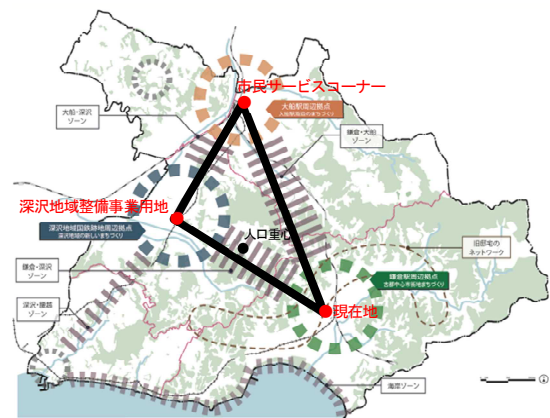 市民サービスコーナー
大船駅周辺拠点
大船・深沢
ゾーン
鎌倉・大船
ゾーン
深沢地域整備事業用地
深沢地域国鉄跡地周辺拠点
深沢地域の新しいまちづくり
人口重心
旧邸宅の
ネットワーク
鎌倉・深沢
ゾーン
鎌倉駅周辺拠点
深沢・腰越
ゾーン
現在地
海岸ゾーン